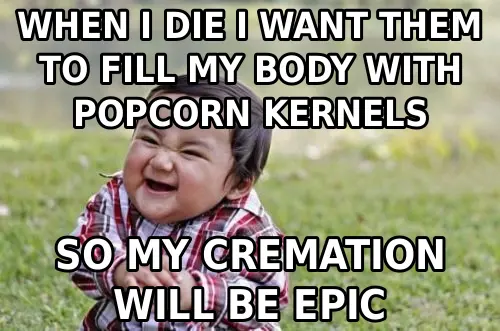 WHEN I DIE I WANT THEM
TO FILL MY BODY WITH
POPCORN KERNELS
SO MY CREMATION
WILL BE EPIC